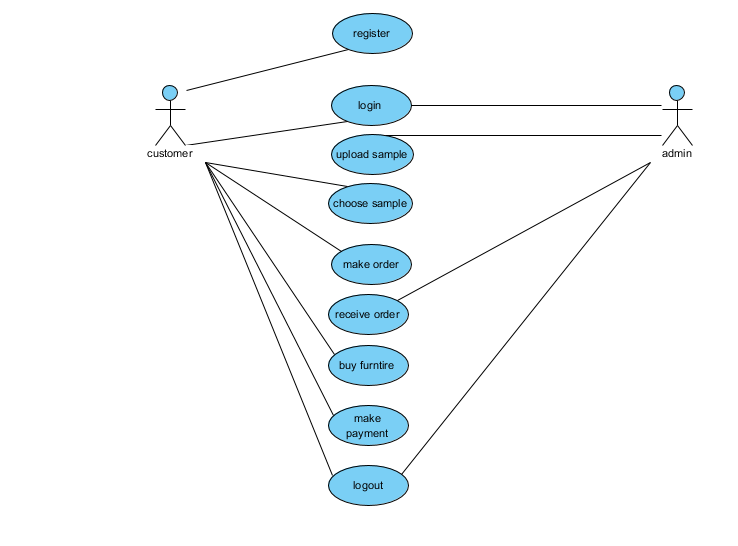 register
login
customer
admin
upload sample
choose sample
make order
receive order
buy furntire
make
payment
logout